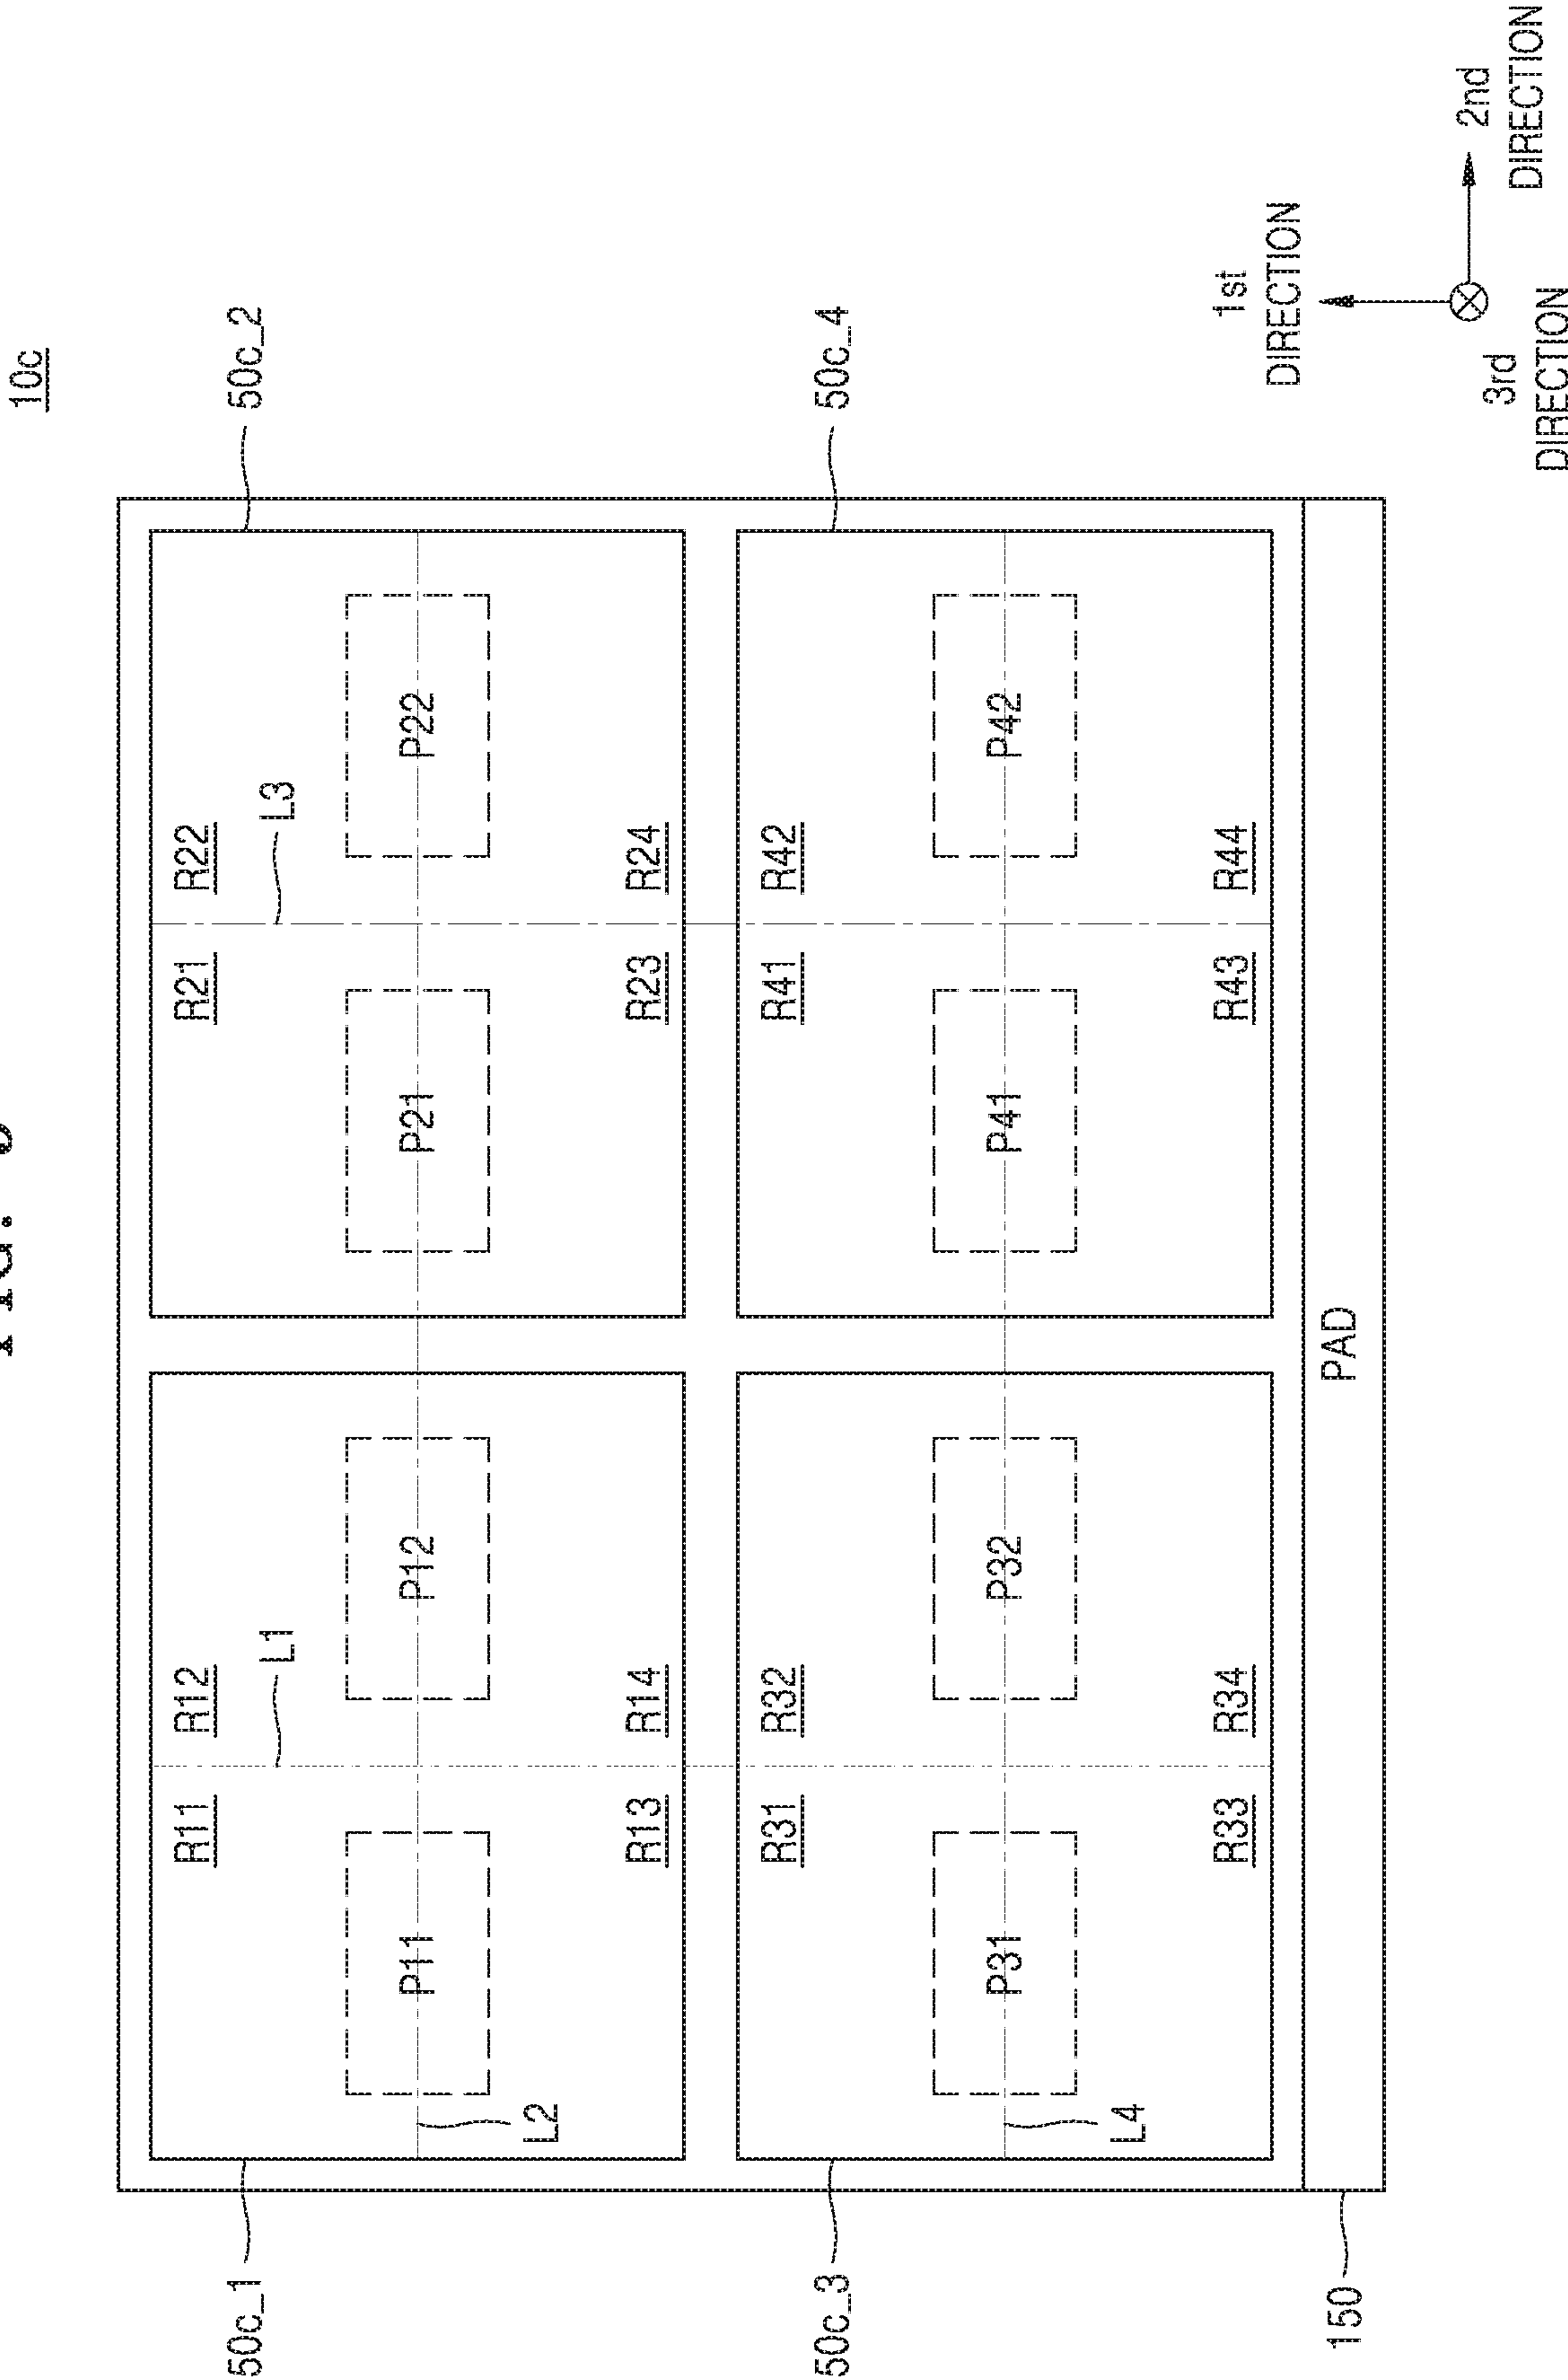 10c
50c_1
50c_2
R11
R12
R21
R22
L1
L3
P11
P12
P21
P22
L2
R13
R14
R23
R24
50c_3
50c_4
R31
R32
R41
R42
P31
P32
P41
P42
L4
R33
R34
R43
R44
150
PAD
1st
DIRECTION
2nd
DIRECTION
3rd
DIRECTION